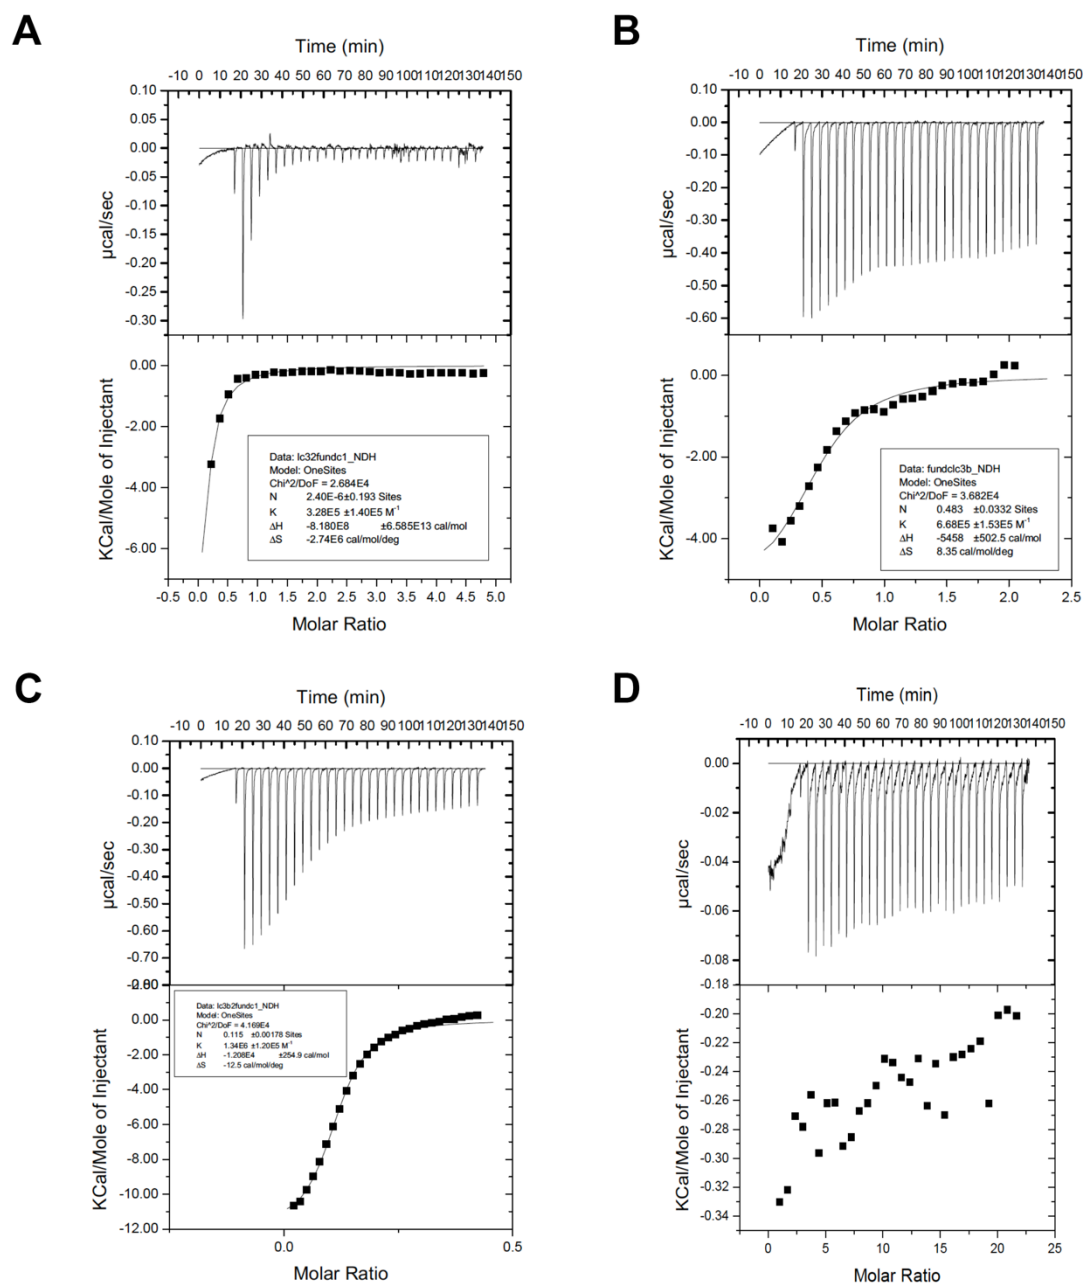 A
Time (min)
-10 0 10 20 30 40 50 60 70 80 90 100 110 120 130 140 150
0.10
0.05
0.00
-0.05
-0.10
-0.15
-0.20
-0.25
-0.30
µcal/sec
0.00
-2.00
-4.00
-6.00
KCal/Mole of Injectant
Data: lc32fundc1_NDH
Model: OneSites
Chi^2/DoF = 2.684E4
N 2.40E-6±0.193 Sites
K 3.28E5 ±1.40E5 M⁻¹
ΔH -8.180E8 ±6.585E13 cal/mol
ΔS -2.74E6 cal/mol/deg
-0.5 0.0 0.5 1.0 1.5 2.0 2.5 3.0 3.5 4.0 4.5 5.0
Molar Ratio
B
Time (min)
-10 0 10 20 30 40 50 60 70 80 90 100 110 120 130 140 150
0.10
0.00
-0.10
-0.20
-0.30
-0.40
-0.50
-0.60
µcal/sec
0.00
-2.00
-4.00
KCal/Mole of Injectant
Data: fundclc3b_NDH
Model: OneSites
Chi^2/DoF = 3.682E4
N 0.483 ±0.0332 Sites
K 6.68E5 ±1.53E5 M⁻¹
ΔH -5458 ±502.5 cal/mol
ΔS 8.35 cal/mol/deg
0.0 0.5 1.0 1.5 2.0 2.5
Molar Ratio
C
Time (min)
-10 0 10 20 30 40 50 60 70 80 90 100 110 120 130 140 150
0.10
0.00
-0.10
-0.20
-0.30
-0.40
-0.50
-0.60
-0.70
µcal/sec
0.00
-2.00
-4.00
-6.00
-8.00
-10.00
-12.00
KCal/Mole of Injectant
Data: lc3b2fundc1_NDH
Model: OneSites
Chi^2/DoF = 4.169E4
N 0.115 ±0.00178 Sites
K 1.34E6 ±1.20E5 M⁻¹
ΔH -1.208E4 ±254.9 cal/mol
ΔS -12.5 cal/mol/deg
0.0 0.5
Molar Ratio
D
Time (min)
-10 0 10 20 30 40 50 60 70 80 90 100 110 120 130 140 150
0.00
-0.02
-0.04
-0.06
-0.08
µcal/sec
-0.18
-0.20
-0.22
-0.24
-0.26
-0.28
-0.30
-0.32
-0.34
KCal/Mole of Injectant
0 5 10 15 20 25
Molar Ratio